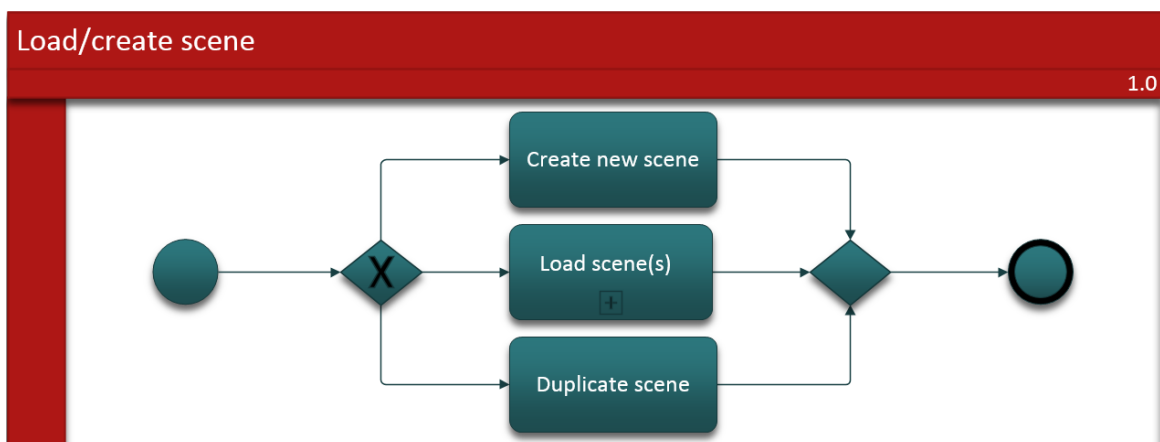 Load/create scene
1.0
Create new scene
X
Load scene(s)
+
Duplicate scene